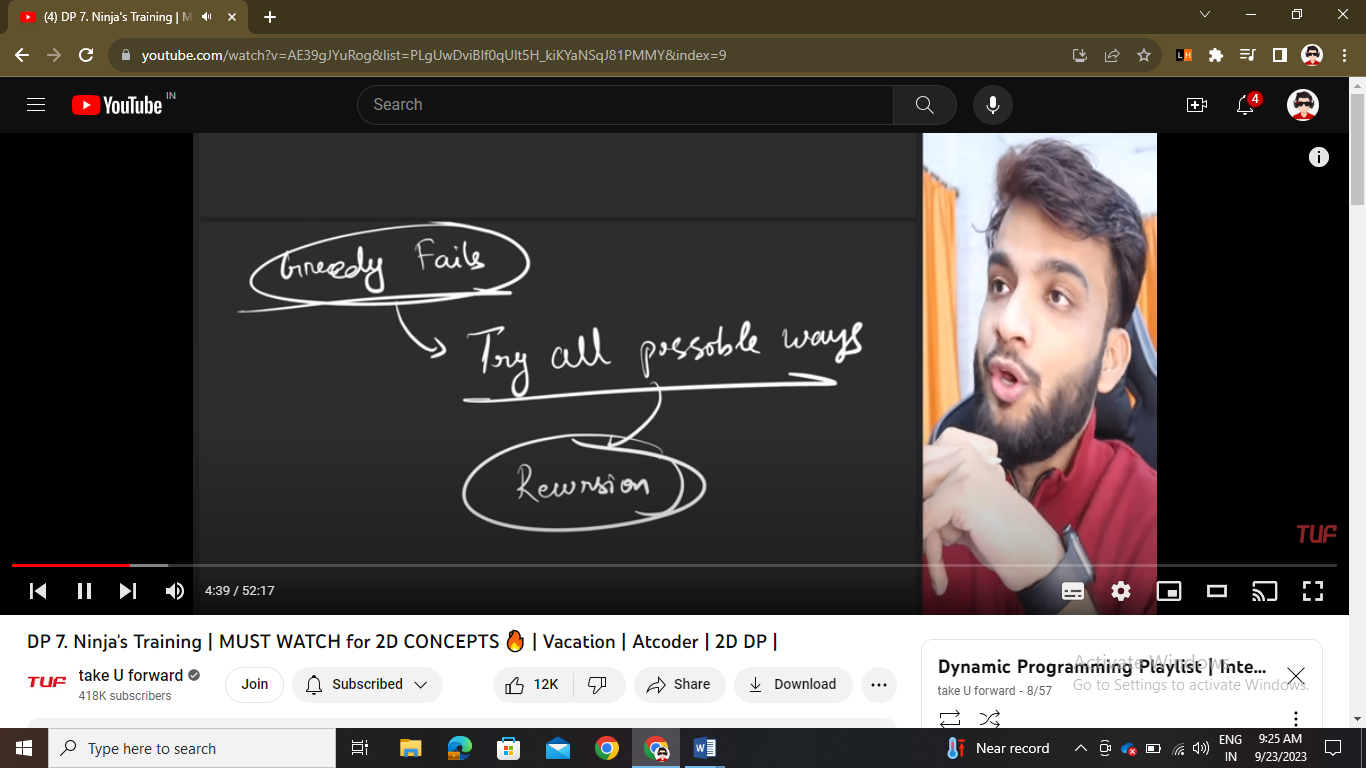 (4) DP 7. Ninja's Training | M
youtube.com/watch?v=AE39gJYuRog&list=PLgUwDviBIf0qUlt5H_kiKYaNSqJ81PMMY&index=9
LH
YouTube IN
Search
4
Greedy Fails
Try all possoble ways
Recursion
TUF
4:39 / 52:17
DP 7. Ninja's Training | MUST WATCH for 2D CONCEPTS 🔥 | Vacation | Atcoder | 2D DP |
TUF
take U forward
418K subscribers
Join
Subscribed
12K
Share
Download
Dynamic Programming Playlist | Inte...
take U forward - 8/57
Activate Windows
Go to Settings to activate Windows.
Type here to search
W
Near record
ENG
IN
9:25 AM
9/23/2023